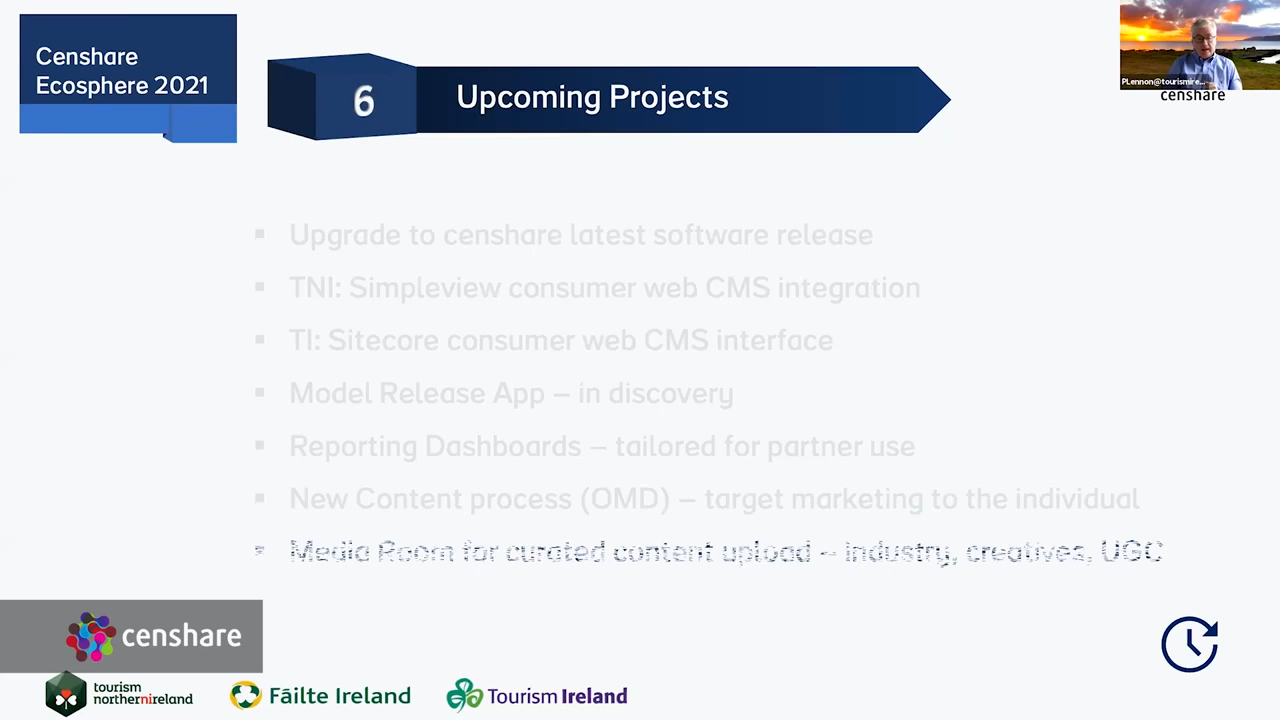 Censhare
Ecosphere 2021
6
Upcoming Projects
PLennon@tourismire...
censhare
▪ Upgrade to censhare latest software release
▪ TNI: Simpleview consumer web CMS integration
▪ TI: Sitecore consumer web CMS interface
▪ Model Release App – in discovery
▪ Reporting Dashboards – tailored for partner use
▪ New Content process (OMD) – target marketing to the individual
▪ Media Room for curated content upload – industry, creatives, UGC
censhare
tourism
northernireland
Fáilte Ireland
Tourism Ireland